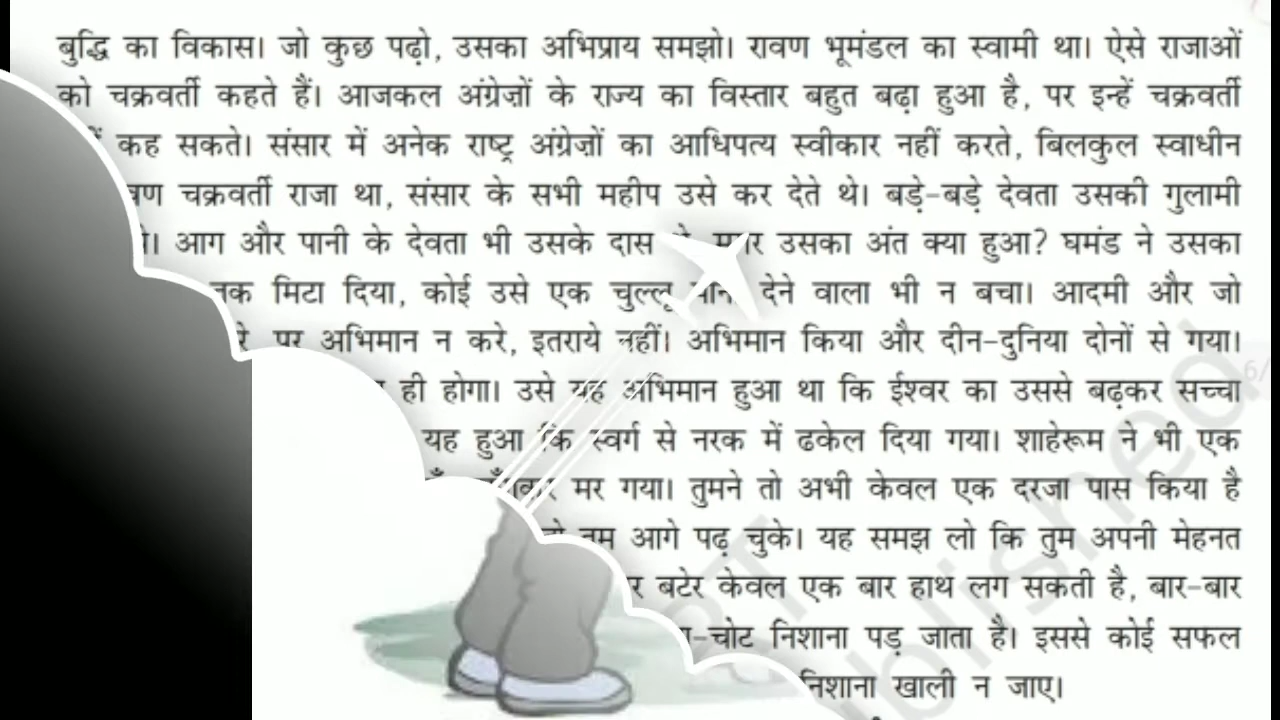 बुद्धि का विकास। जो कुछ पढ़ो, उसका अभिप्राय समझो। रावण भूमंडल का स्वामी था। ऐसे राजाओं
को चक्रवर्ती कहते हैं। आजकल अंग्रेज़ों के राज्य का विस्तार बहुत बढ़ा हुआ है, पर इन्हें चक्रवर्ती
कह सकते। संसार में अनेक राष्ट्र अंग्रेज़ों का आधिपत्य स्वीकार नहीं करते, बिलकुल स्वाधीन
चक्रवर्ती राजा था, संसार के सभी महीप उसे कर देते थे। बड़े-बड़े देवता उसकी गुलामी
आग और पानी के देवता भी उसके दास उसका अंत क्या हुआ? घमंड ने उसका
मिटा दिया, कोई उसे एक चुल्लू देने वाला भी न बचा। आदमी और जो
पर अभिमान न करे, इतराये नहीं। अभिमान किया और दीन-दुनिया दोनों से गया।
ही होगा। उसे यह अभिमान हुआ था कि ईश्वर का उससे बढ़कर सच्चा
यह हुआ कि स्वर्ग से नरक में ढकेल दिया गया। शाहेरूम ने भी एक
मर गया। तुमने तो अभी केवल एक दरजा पास किया है
तुम आगे पढ़ चुके। यह समझ लो कि तुम अपनी मेहनत
बटेर केवल एक बार हाथ लग सकती है, बार-बार
चोट निशाना पड़ जाता है। इससे कोई सफल
निशाना खाली न जाए।